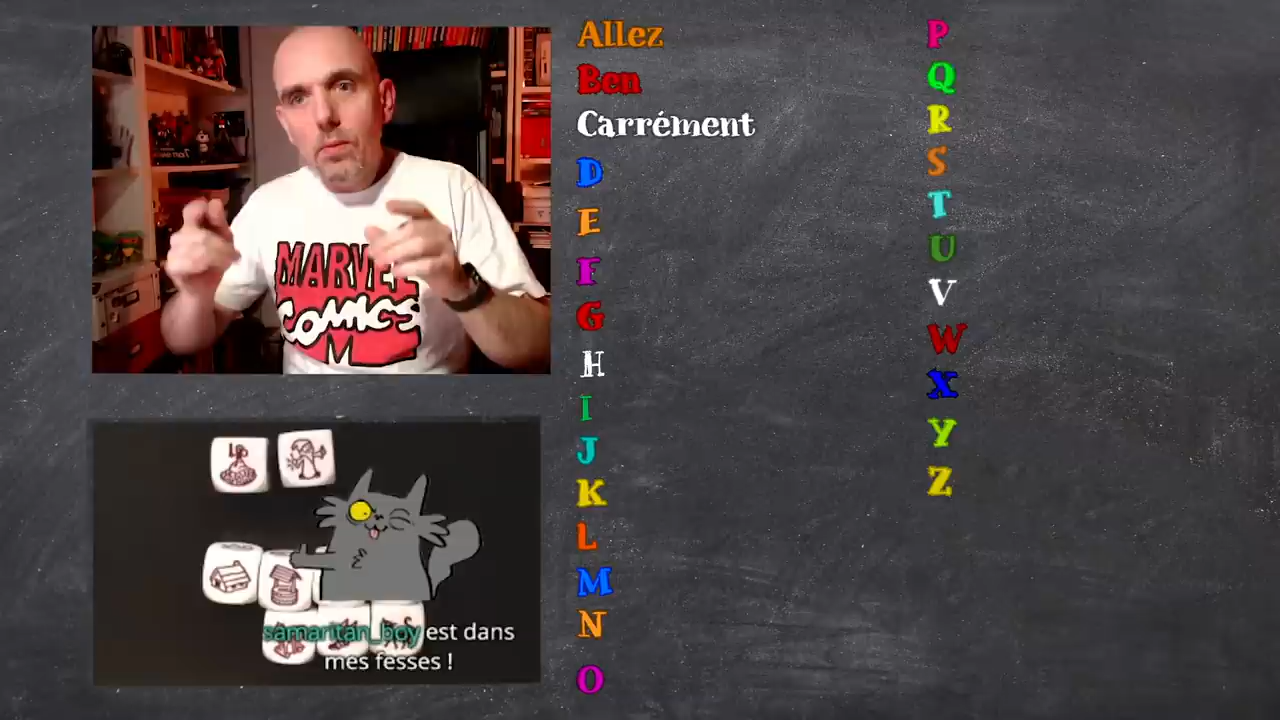 Allez
Ben
Carrément
D
E
F
G
H
I
J
K
L
M
N
O
P
Q
R
S
T
U
V
W
X
Y
Z
MARVEL
COMICS
M
samaritan_boy est dans
mes fesses !